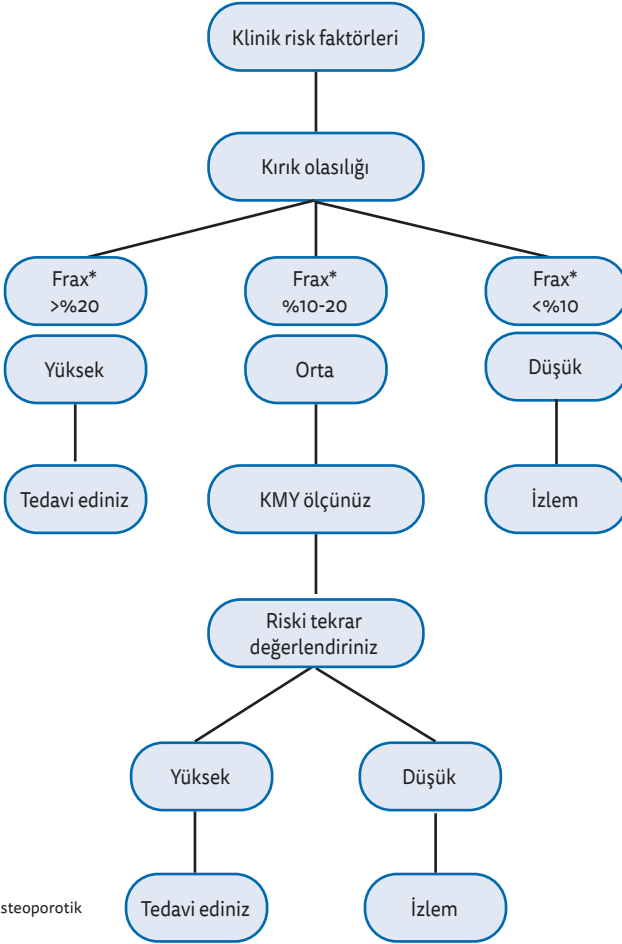 Klinik risk faktörleri
Kırık olasılığı
Frax*
>%20
Frax*
%10-20
Frax*
<%10
Yüksek
Orta
Düşük
Tedavi ediniz
KMY ölçünüz
İzlem
Riski tekrar
değerlendiriniz
Yüksek
Düşük
steoporotik
Tedavi ediniz
İzlem